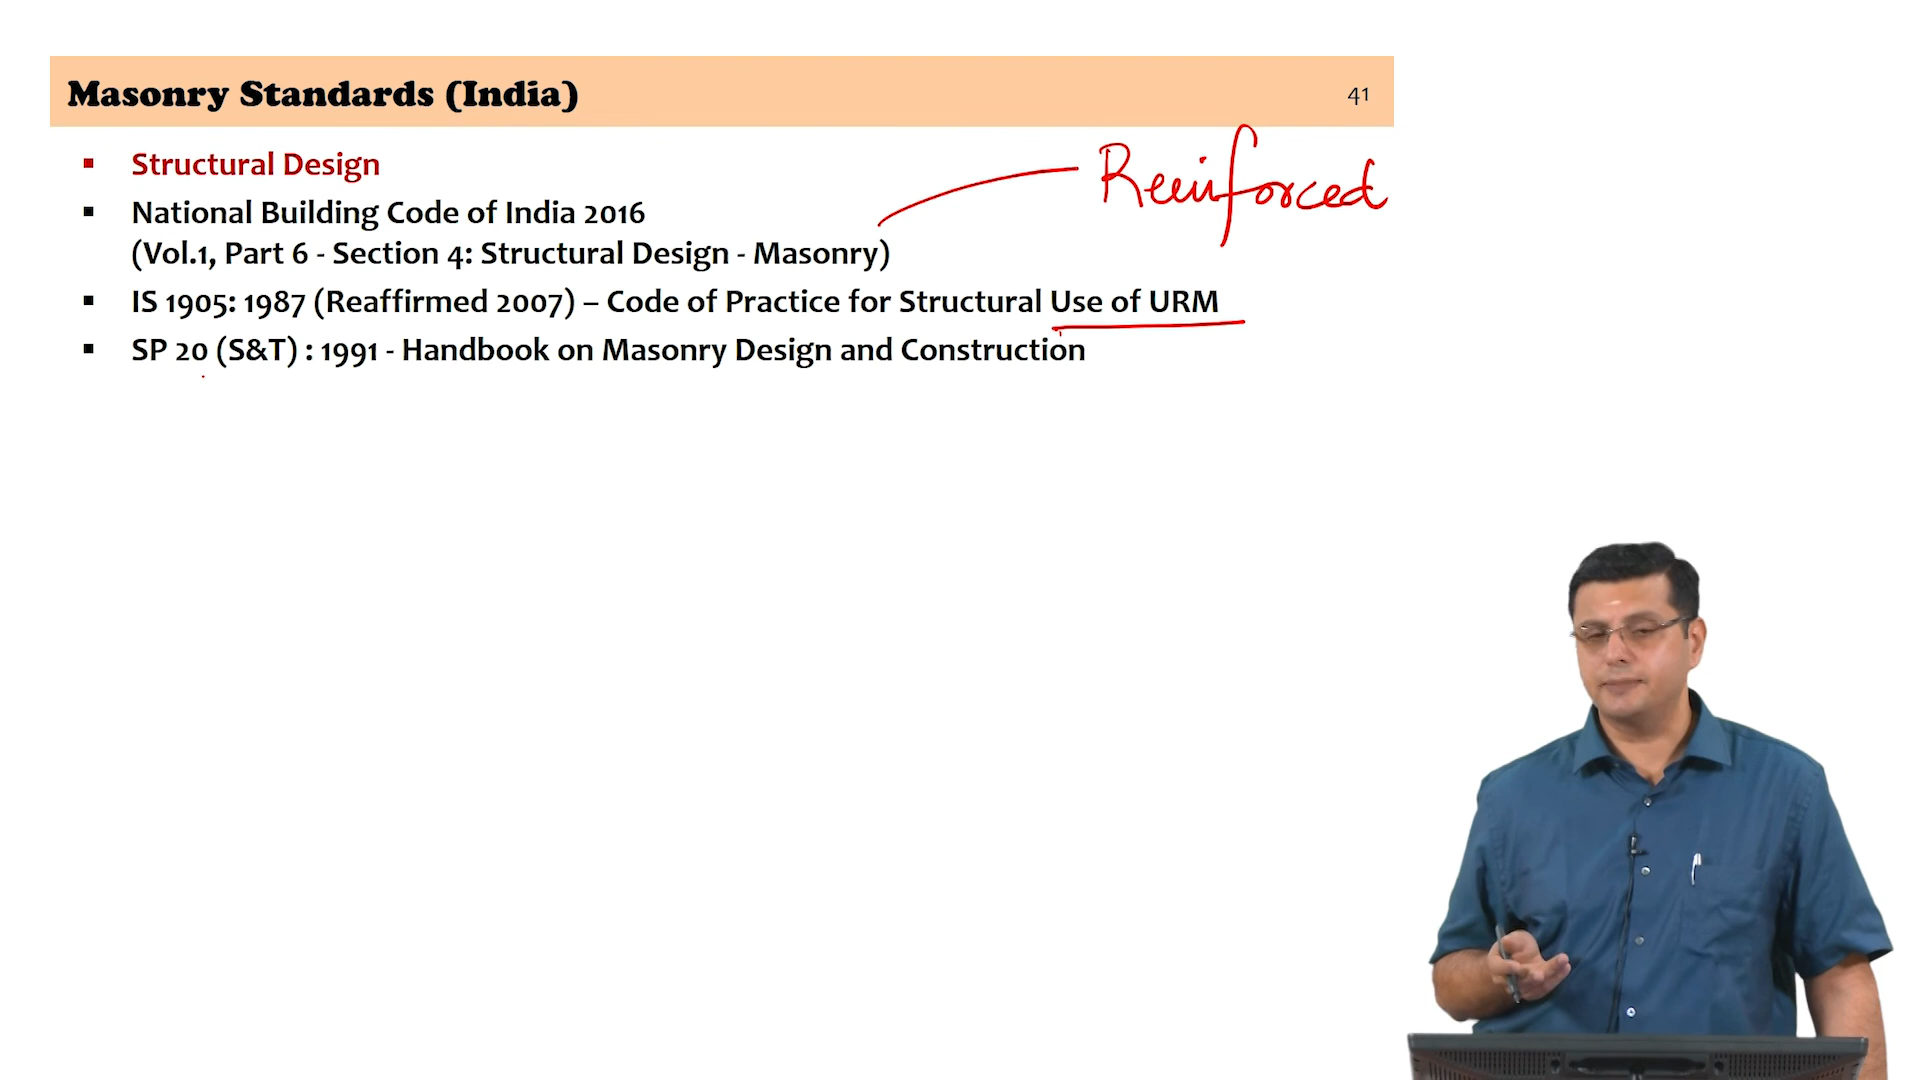 Masonry Standards (India)
41
Structural Design
Reinforced
National Building Code of India 2016
(Vol.1, Part 6 - Section 4: Structural Design - Masonry)
IS 1905: 1987 (Reaffirmed 2007) – Code of Practice for Structural Use of URM
SP 20 (S&T) : 1991 - Handbook on Masonry Design and Construction